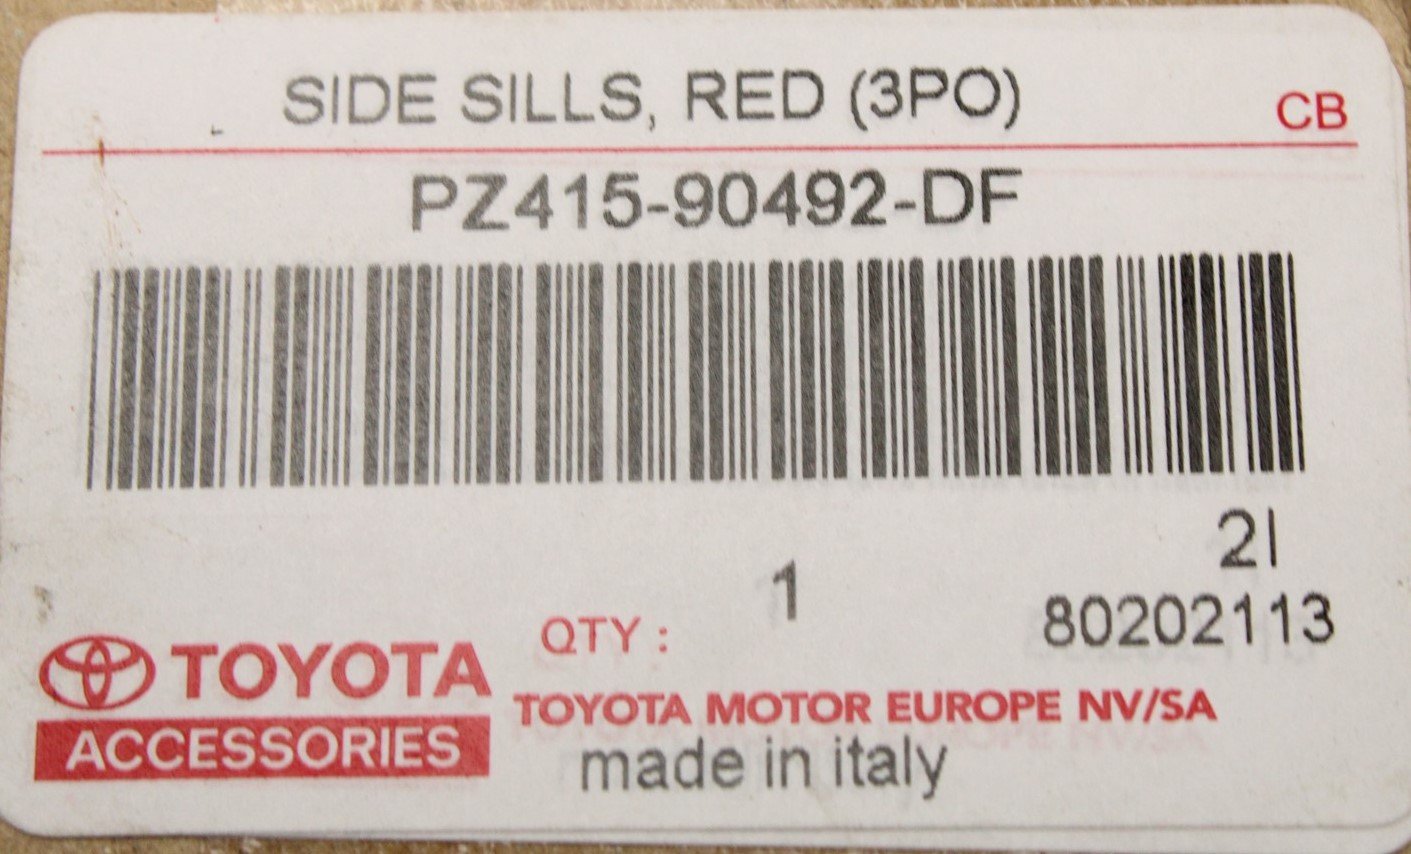 SIDE SILLS, RED (3PO)
CB
PZ415-90492-DF
2I
1
80202113
QTY :
TOYOTA
ACCESSORIES
TOYOTA MOTOR EUROPE NV/SA
made in italy